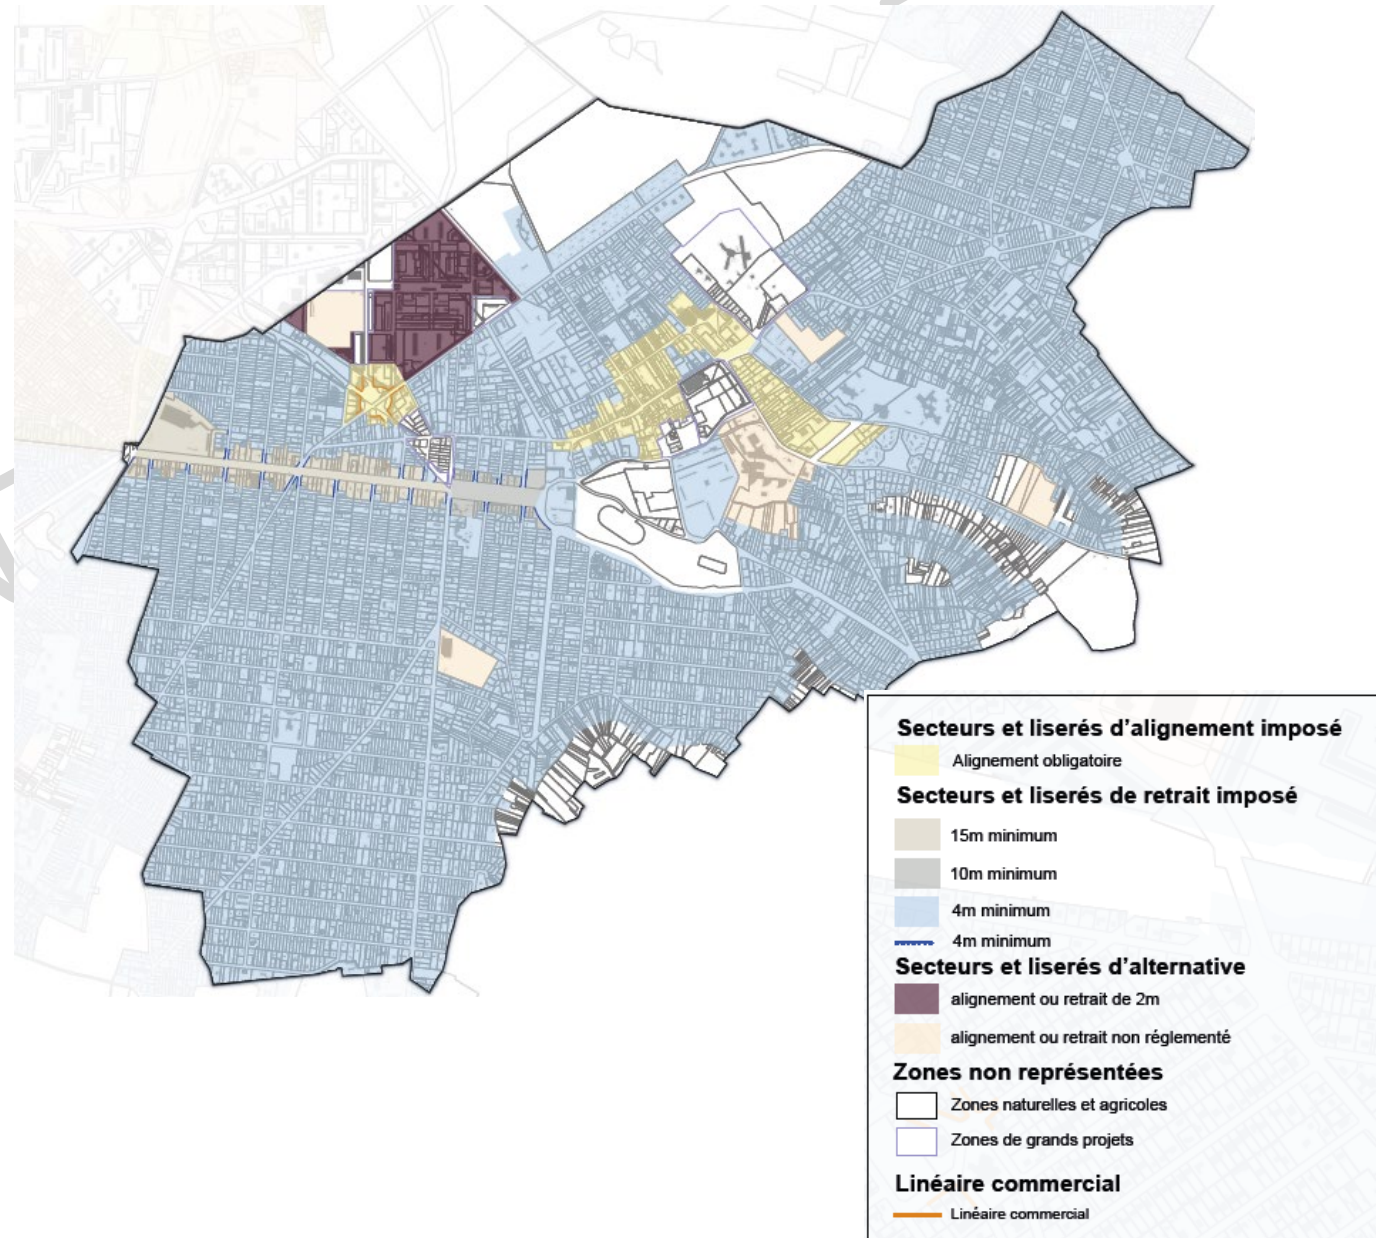 Secteurs et liserés d'alignement imposé
Alignement obligatoire
Secteurs et liserés de retrait imposé
15m minimum
10m minimum
4m minimum
4m minimum
Secteurs et liserés d'alternative
alignement ou retrait de 2m
alignement ou retrait non réglementé
Zones non représentées
Zones naturelles et agricoles
Zones de grands projets
Linéaire commercial
Linéaire commercial